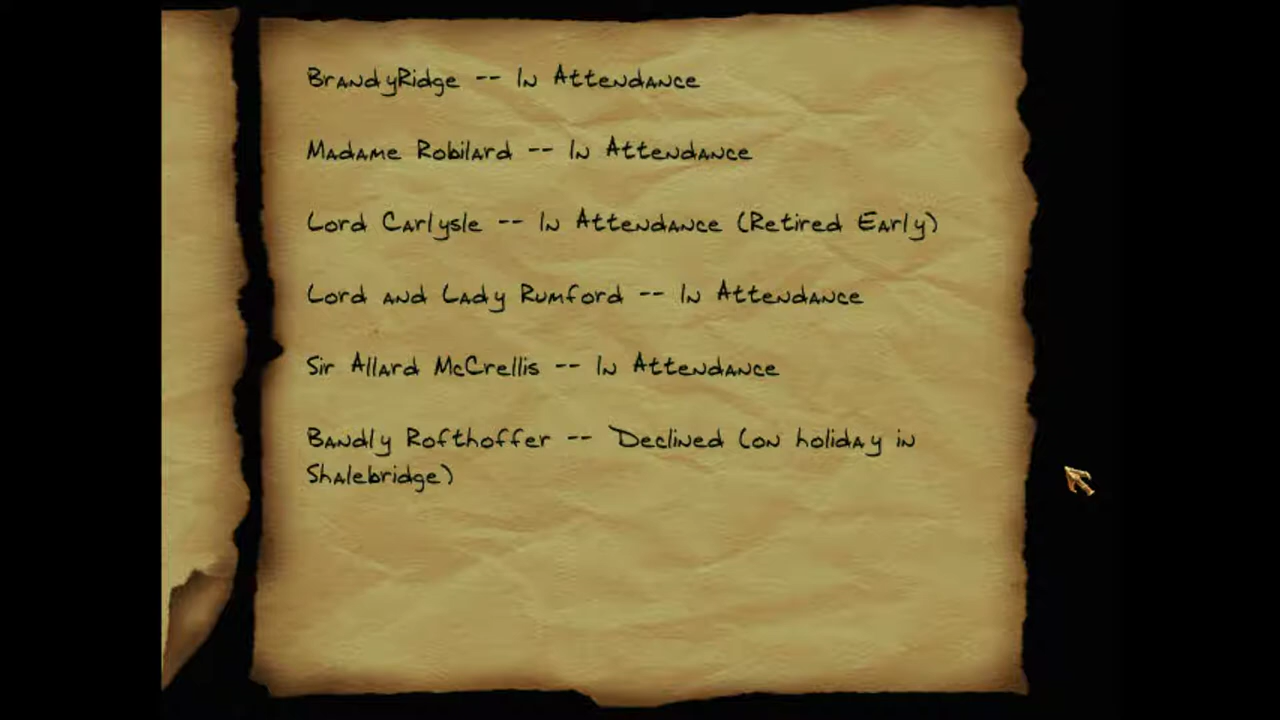 BrandyRidge -- In Attendance
Madame Robilard -- In Attendance
Lord Carlysle -- In Attendance (Retired Early)
Lord and Lady Rumford -- In Attendance
Sir Allard McCrellis -- In Attendance
Bandly Rofthoffer -- Declined (on holiday in
Shalebridge)